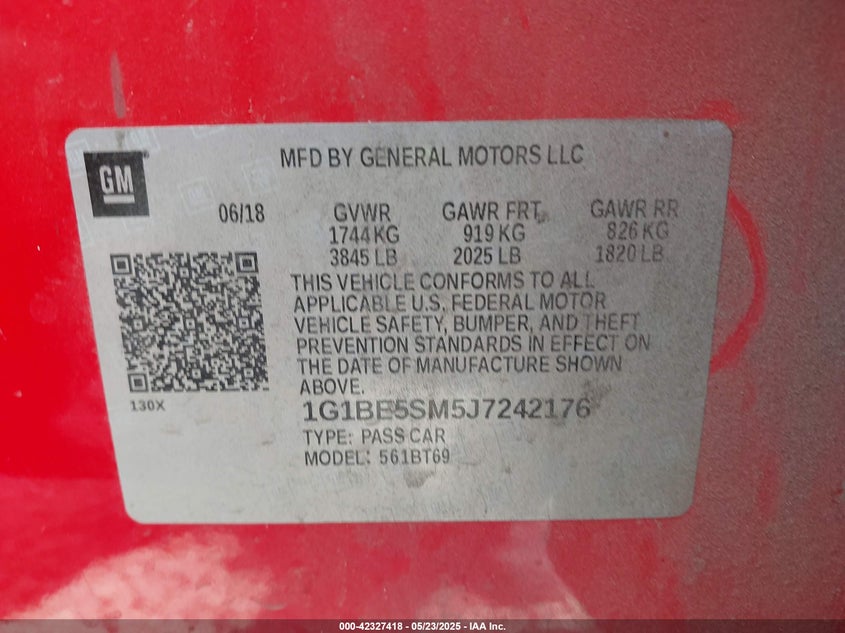 MFD BY GENERAL MOTORS LLC
GM
06/18 GVWR GAWR FRT GAWR RR
1744 KG 919 KG 826 KG
3845 LB 2025 LB 1820 LB
THIS VEHICLE CONFORMS TO ALL
APPLICABLE U.S. FEDERAL MOTOR
VEHICLE SAFETY, BUMPER, AND THEFT
PREVENTION STANDARDS IN EFFECT ON
THE DATE OF MANUFACTURE SHOWN
ABOVE.
130X
1G1BE5SM5J7242176
TYPE: PASS CAR
MODEL: 561BT69
000-42327418 - 05/23/2025 - IAA Inc.